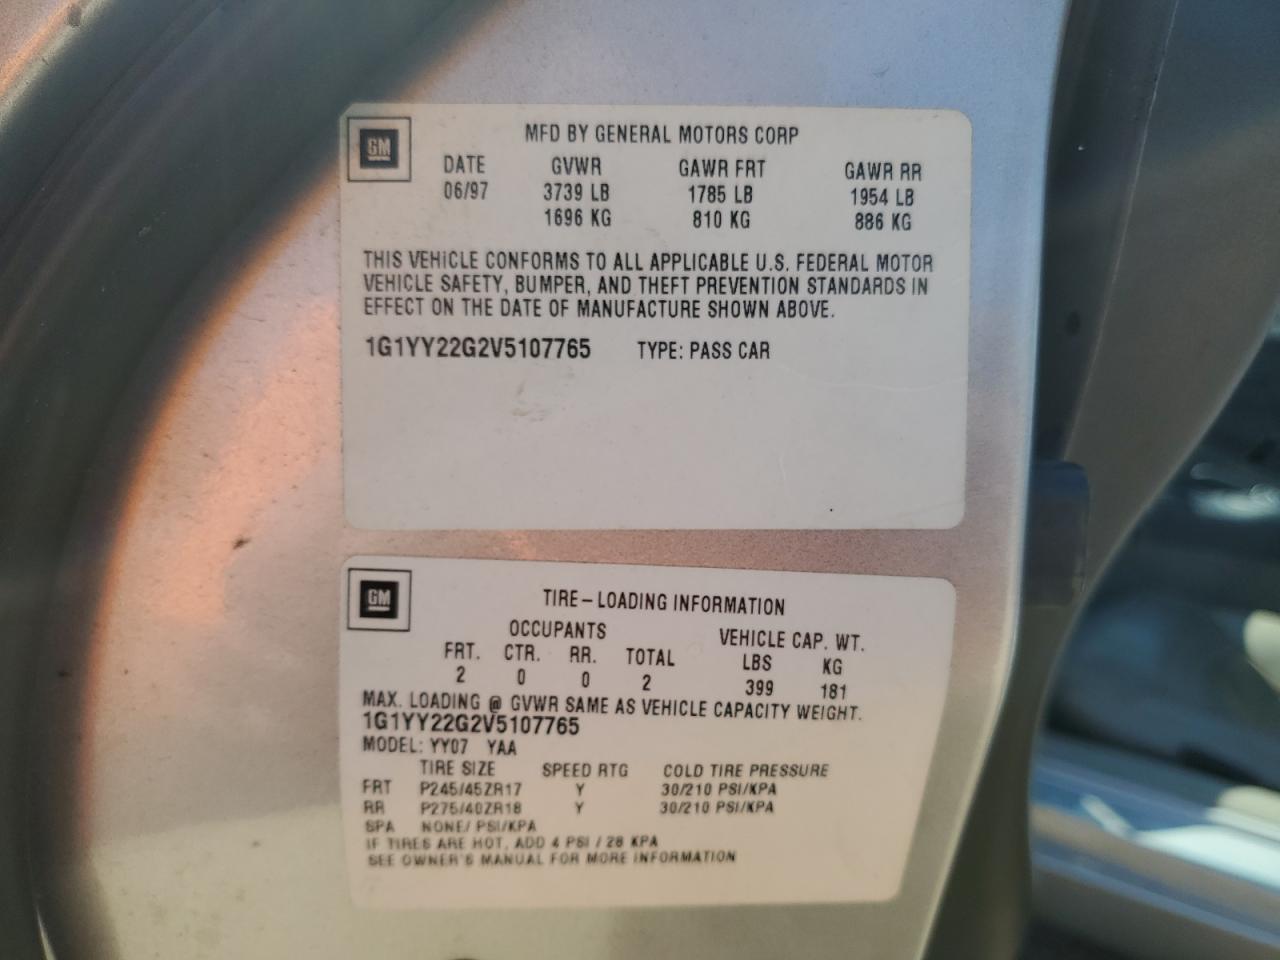 GM
MFD BY GENERAL MOTORS CORP
DATE GVWR GAWR FRT GAWR RR
06/97 3739 LB 1785 LB 1954 LB
1696 KG 810 KG 886 KG
THIS VEHICLE CONFORMS TO ALL APPLICABLE U.S. FEDERAL MOTOR
VEHICLE SAFETY, BUMPER, AND THEFT PREVENTION STANDARDS IN
EFFECT ON THE DATE OF MANUFACTURE SHOWN ABOVE.
1G1YY22G2V5107765 TYPE: PASS CAR
GM
TIRE-LOADING INFORMATION
OCCUPANTS VEHICLE CAP. WT.
FRT. CTR. RR. TOTAL LBS KG
2 0 0 2 399 181
MAX. LOADING @ GVWR SAME AS VEHICLE CAPACITY WEIGHT.
1G1YY22G2V5107765
MODEL: YY07 YAA
TIRE SIZE SPEED RTG COLD TIRE PRESSURE
FRT P245/45ZR17 Y 30/210 PSI/KPA
RR P275/40ZR18 Y 30/210 PSI/KPA
SPA NONE/ PSI/KPA
IF TIRES ARE HOT, ADD 4 PSI / 28 KPA
SEE OWNER'S MANUAL FOR MORE INFORMATION